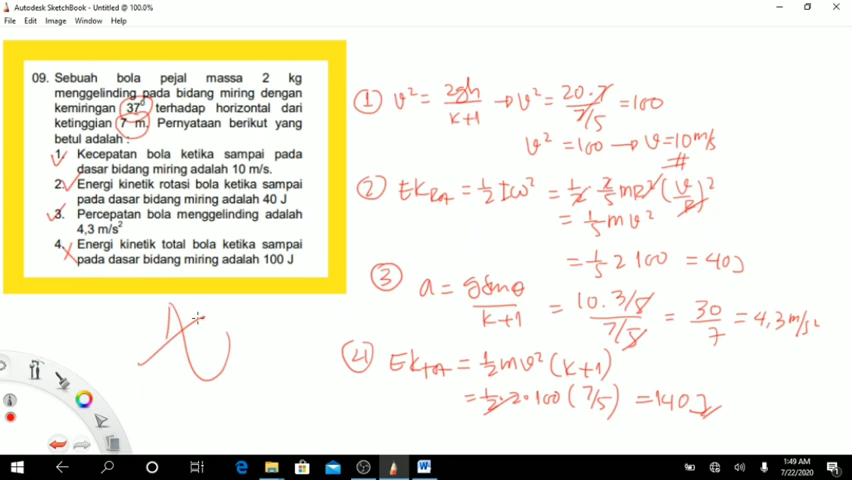 Autodesk SketchBook - Untitled @ 100.0%
File Edit Image Window Help
09. Sebuah bola pejal massa 2 kg
menggelinding pada bidang miring dengan
kemiringan 37⁰ terhadap horizontal dari
ketinggian 7 m. Pernyataan berikut yang
betul adalah :
1. Kecepatan bola ketika sampai pada
dasar bidang miring adalah 10 m/s.
2. Energi kinetik rotasi bola ketika sampai
pada dasar bidang miring adalah 40 J
3. Percepatan bola menggelinding adalah
4,3 m/s²
4. Energi kinetik total bola ketika sampai
pada dasar bidang miring adalah 100 J
① v² = 2gh/k+1 → v² = 20.7/7/5 = 100
v² = 100 → v = 10 m/s
② EK Rot = ½ Iω² = ½ 2/5 mR² (v/R)²
= 1/5 m v²
= 1/5 2 100 = 40 J
③ a = g sin θ/k+1 = 10.3/5/7/5 = 30/7 = 4,3 m/s²
④ EK tot = ½ mv² (k+1)
= ½ . 2 . 100 (7/5) = 140 J
1:49 AM
7/22/2020